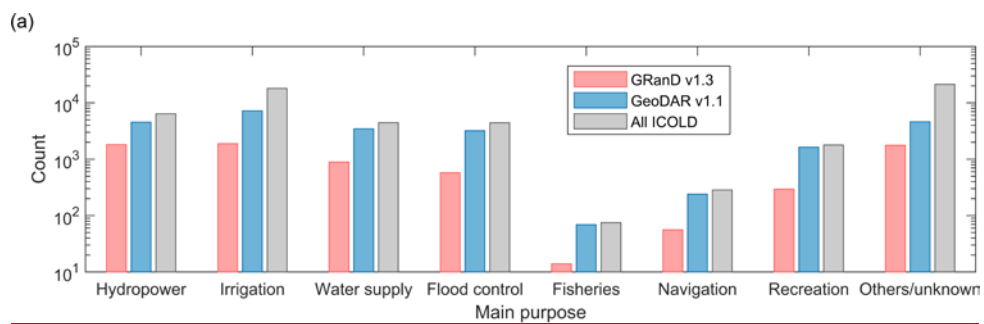 (a)
10^5
10^4
10^3
10^2
10^1
Count
GRanD v1.3
GeoDAR v1.1
All ICOLD
Hydropower Irrigation Water supply Flood control Fisheries Navigation Recreation Others/unknown
Main purpose